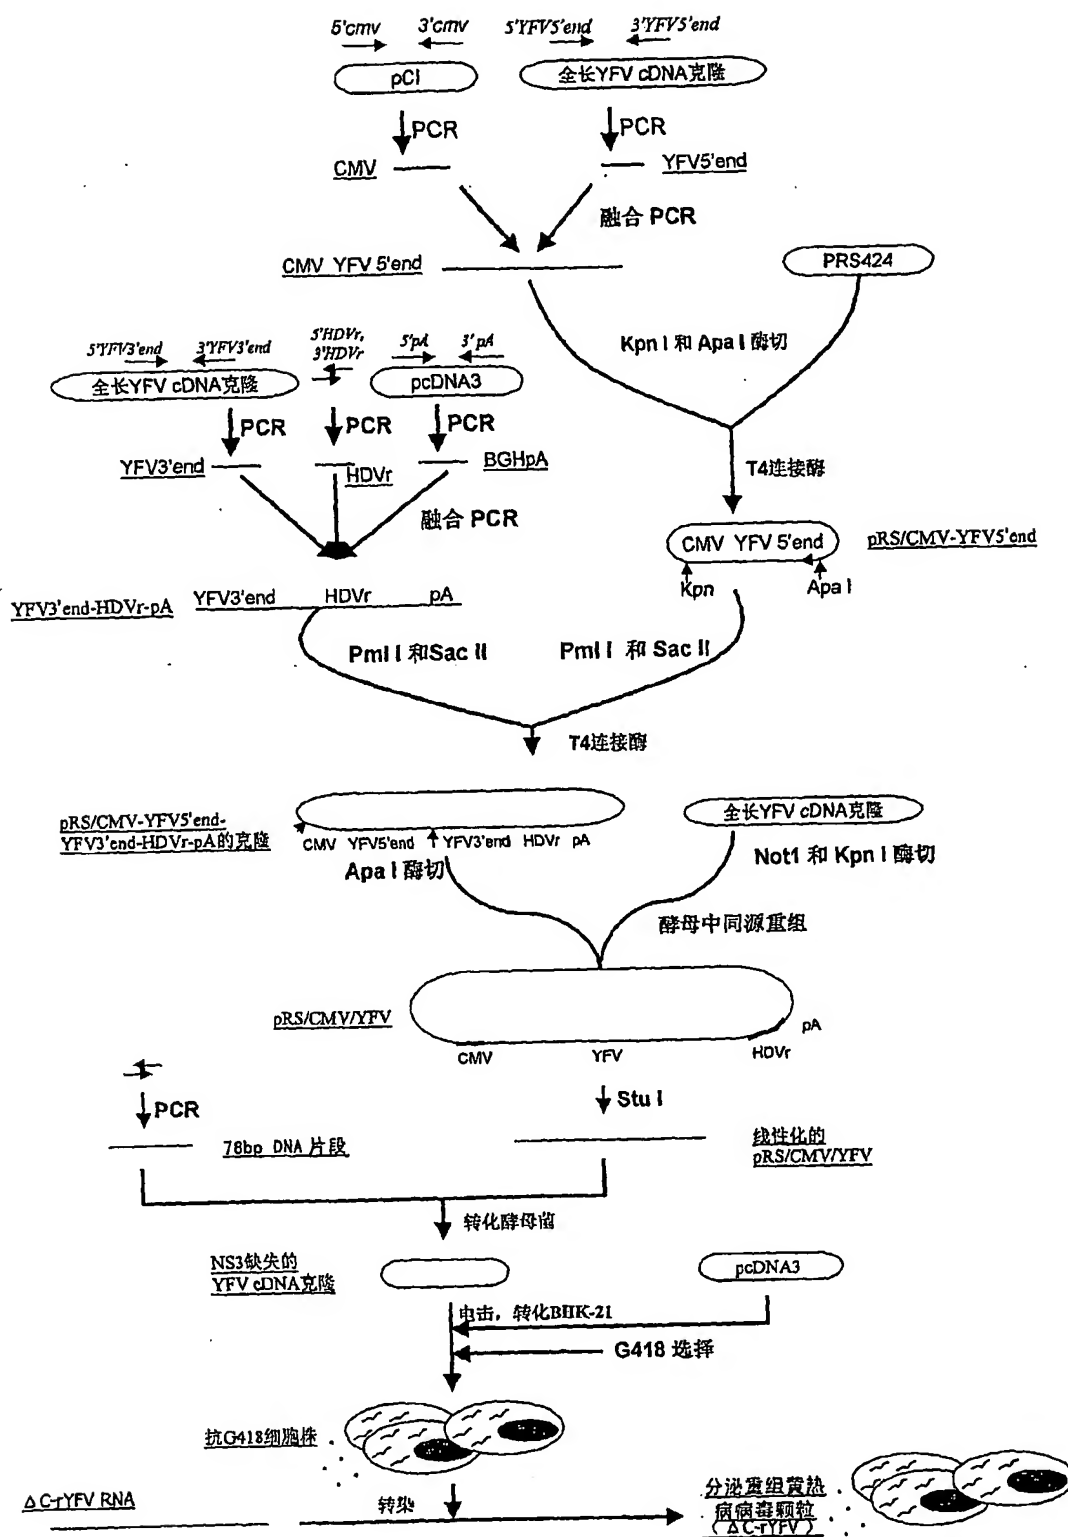 5'cmv 3'cmv 5'YFV5'end 3'YFV5'end
pCI 全长YFV cDNA克隆
PCR PCR
CMV YFV5'end
融合 PCR
CMV YFV 5'end PRS424
Kpn I 和 Apa I 酶切
5'YFV3'end 3'YFV3'end 5'HDVr, 3'HDVr 5'pA 3'pA
全长YFV cDNA克隆 pcDNA3
PCR PCR PCR
YFV3'end HDVr BGHpA
T4连接酶
融合 PCR
CMV YFV 5'end pRS/CMV-YFV5'end
Kpn Apa I
YFV3'end-HDVr-pA YFV3'end HDVr pA
Pml I 和Sac II Pml I 和 Sac II
T4连接酶
pRS/CMV-YFV5'end-
YFV3'end-HDVr-pA的克隆
CMV YFV5'end YFV3'end HDVr pA
全长YFV cDNA克隆
Apa I 酶切 Not1 和 Kpn I 酶切
酵母中同源重组
pRS/CMV/YFV
CMV YFV HDVr pA
PCR Stu I
78bp DNA 片段 线性化的
pRS/CMV/YFV
转化酵母菌
NS3缺失的
YFV cDNA克隆
pcDNA3
电击，转化BHK-21
G418 选择
抗G418细胞株
ΔC-rYFV RNA 转染
分泌重组黄热
病病毒颗粒
（ΔC-rYFV）